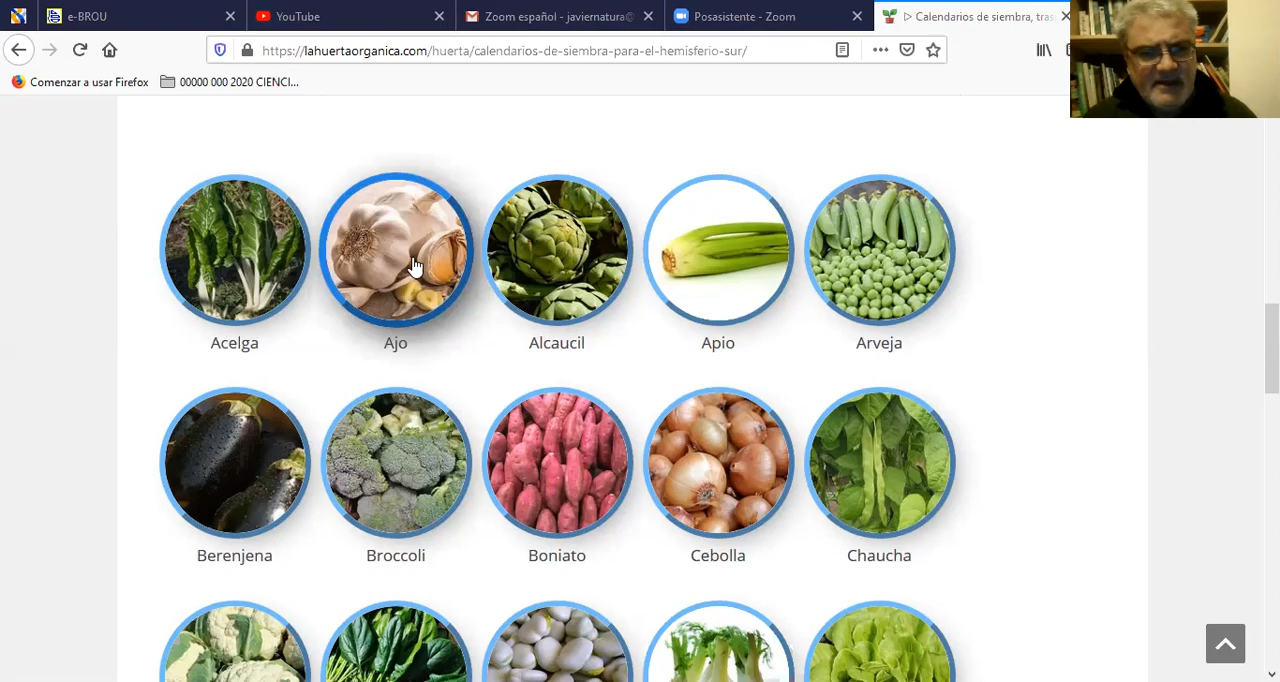 e-BROU
YouTube
Zoom español - javiernatura@
Posasistente - Zoom
▷ Calendarios de siembra, tras
https://lahuertaorganica.com/huerta/calendarios-de-siembra-para-el-hemisferio-sur/
Comenzar a usar Firefox
00000 000 2020 CIENCI...
Acelga
Ajo
Alcaucil
Apio
Arveja
Berenjena
Broccoli
Boniato
Cebolla
Chaucha